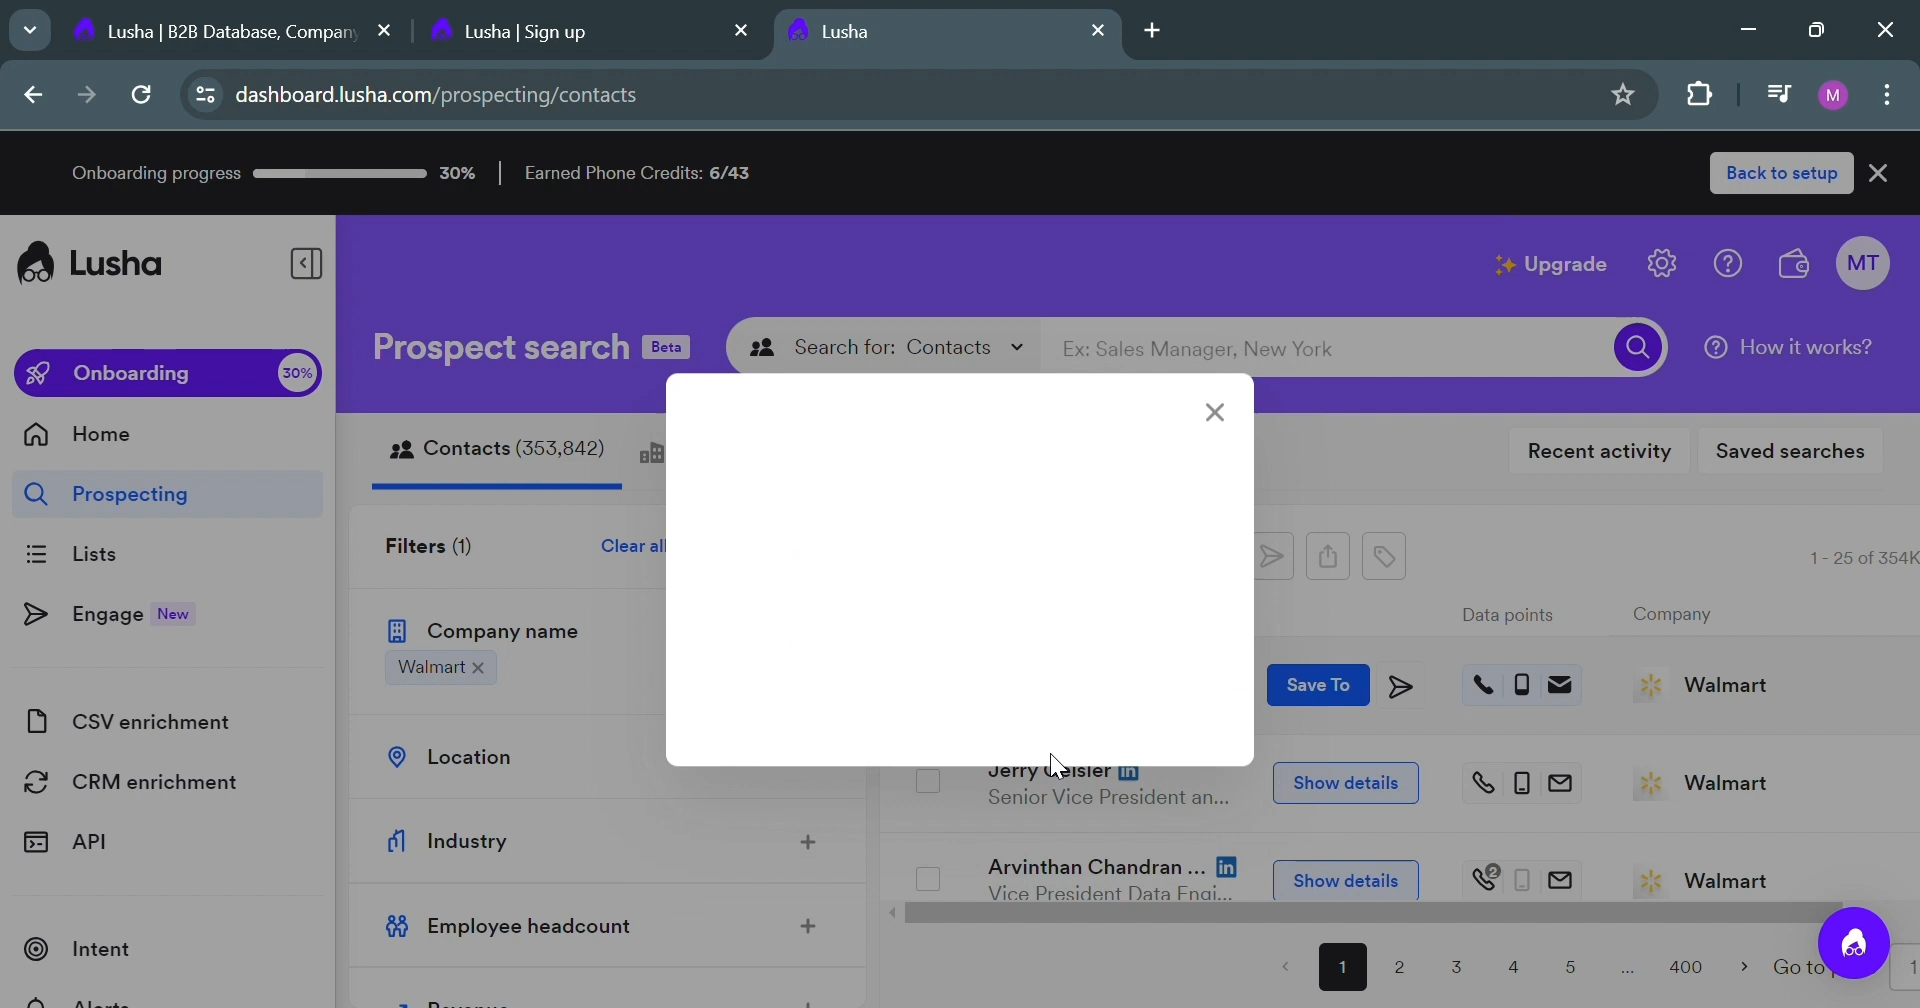 Lusha | B2B Database, Company
Lusha | Sign up
Lusha
dashboard.lusha.com/prospecting/contacts
Onboarding progress 30% Earned Phone Credits: 6/43
Back to setup
Lusha
Upgrade
MT
Onboarding 30%
Home
Prospecting
Lists
Engage New
CSV enrichment
CRM enrichment
API
Intent
Alerts
Prospect search Beta
Search for: Contacts
Ex: Sales Manager, New York
How it works?
Contacts (353,842)
Recent activity
Saved searches
Filters (1)
Clear all
1 - 25 of 354K
Company name
Walmart
Location
Industry
Employee headcount
Revenue
Data points
Company
Save To
Walmart
Jerry Geisler
Senior Vice President an...
Show details
Walmart
Arvinthan Chandran ...
Vice President Data Engi...
Show details
2
Walmart
1 2 3 4 5 ... 400 Go to
1
M